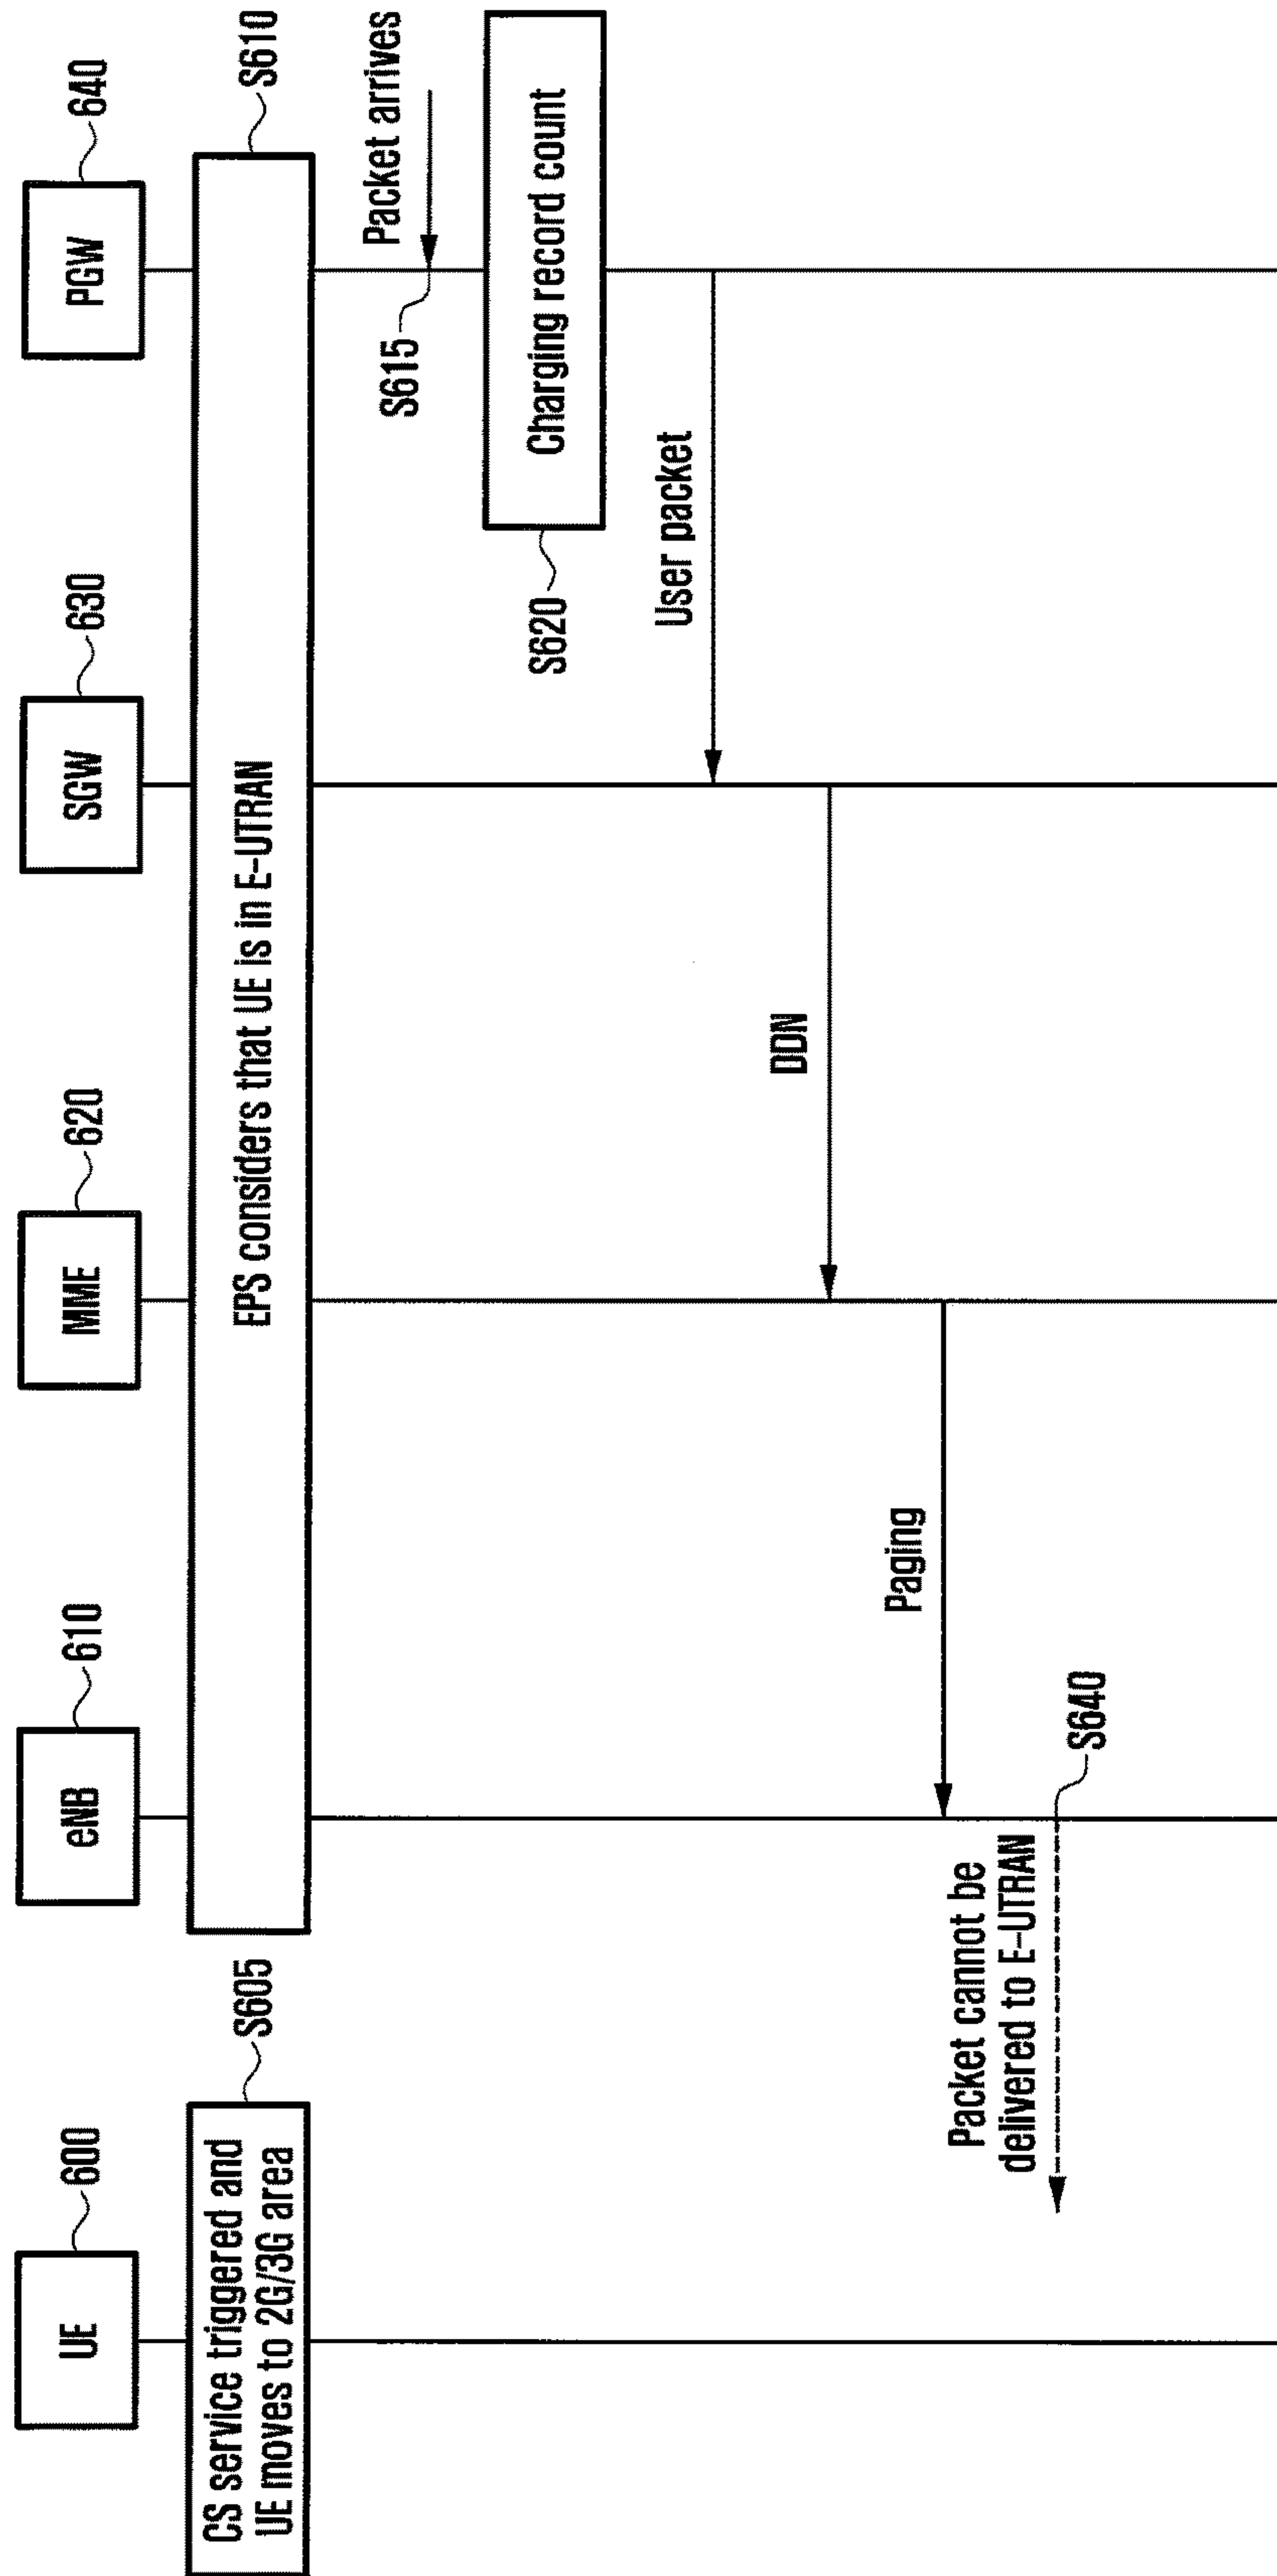 UE
600
eNB
610
MME
620
SGW
630
PGW
640
CS service triggered and
UE moves to 2G/3G area
S605
EPS considers that UE is in E-UTRAN
S610
Packet arrives
S615
Charging record count
S620
User packet
DDN
Paging
Packet cannot be
delivered to E-UTRAN
S640